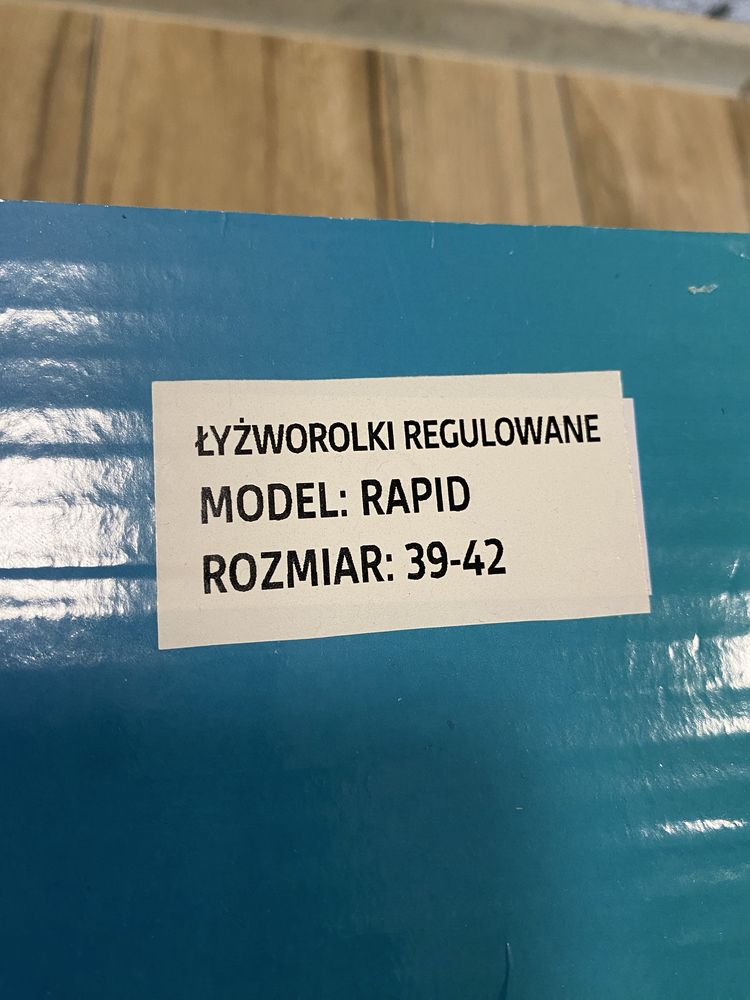 ŁYŻWOROLKI REGULOWANE
MODEL: RAPID
ROZMIAR: 39-42